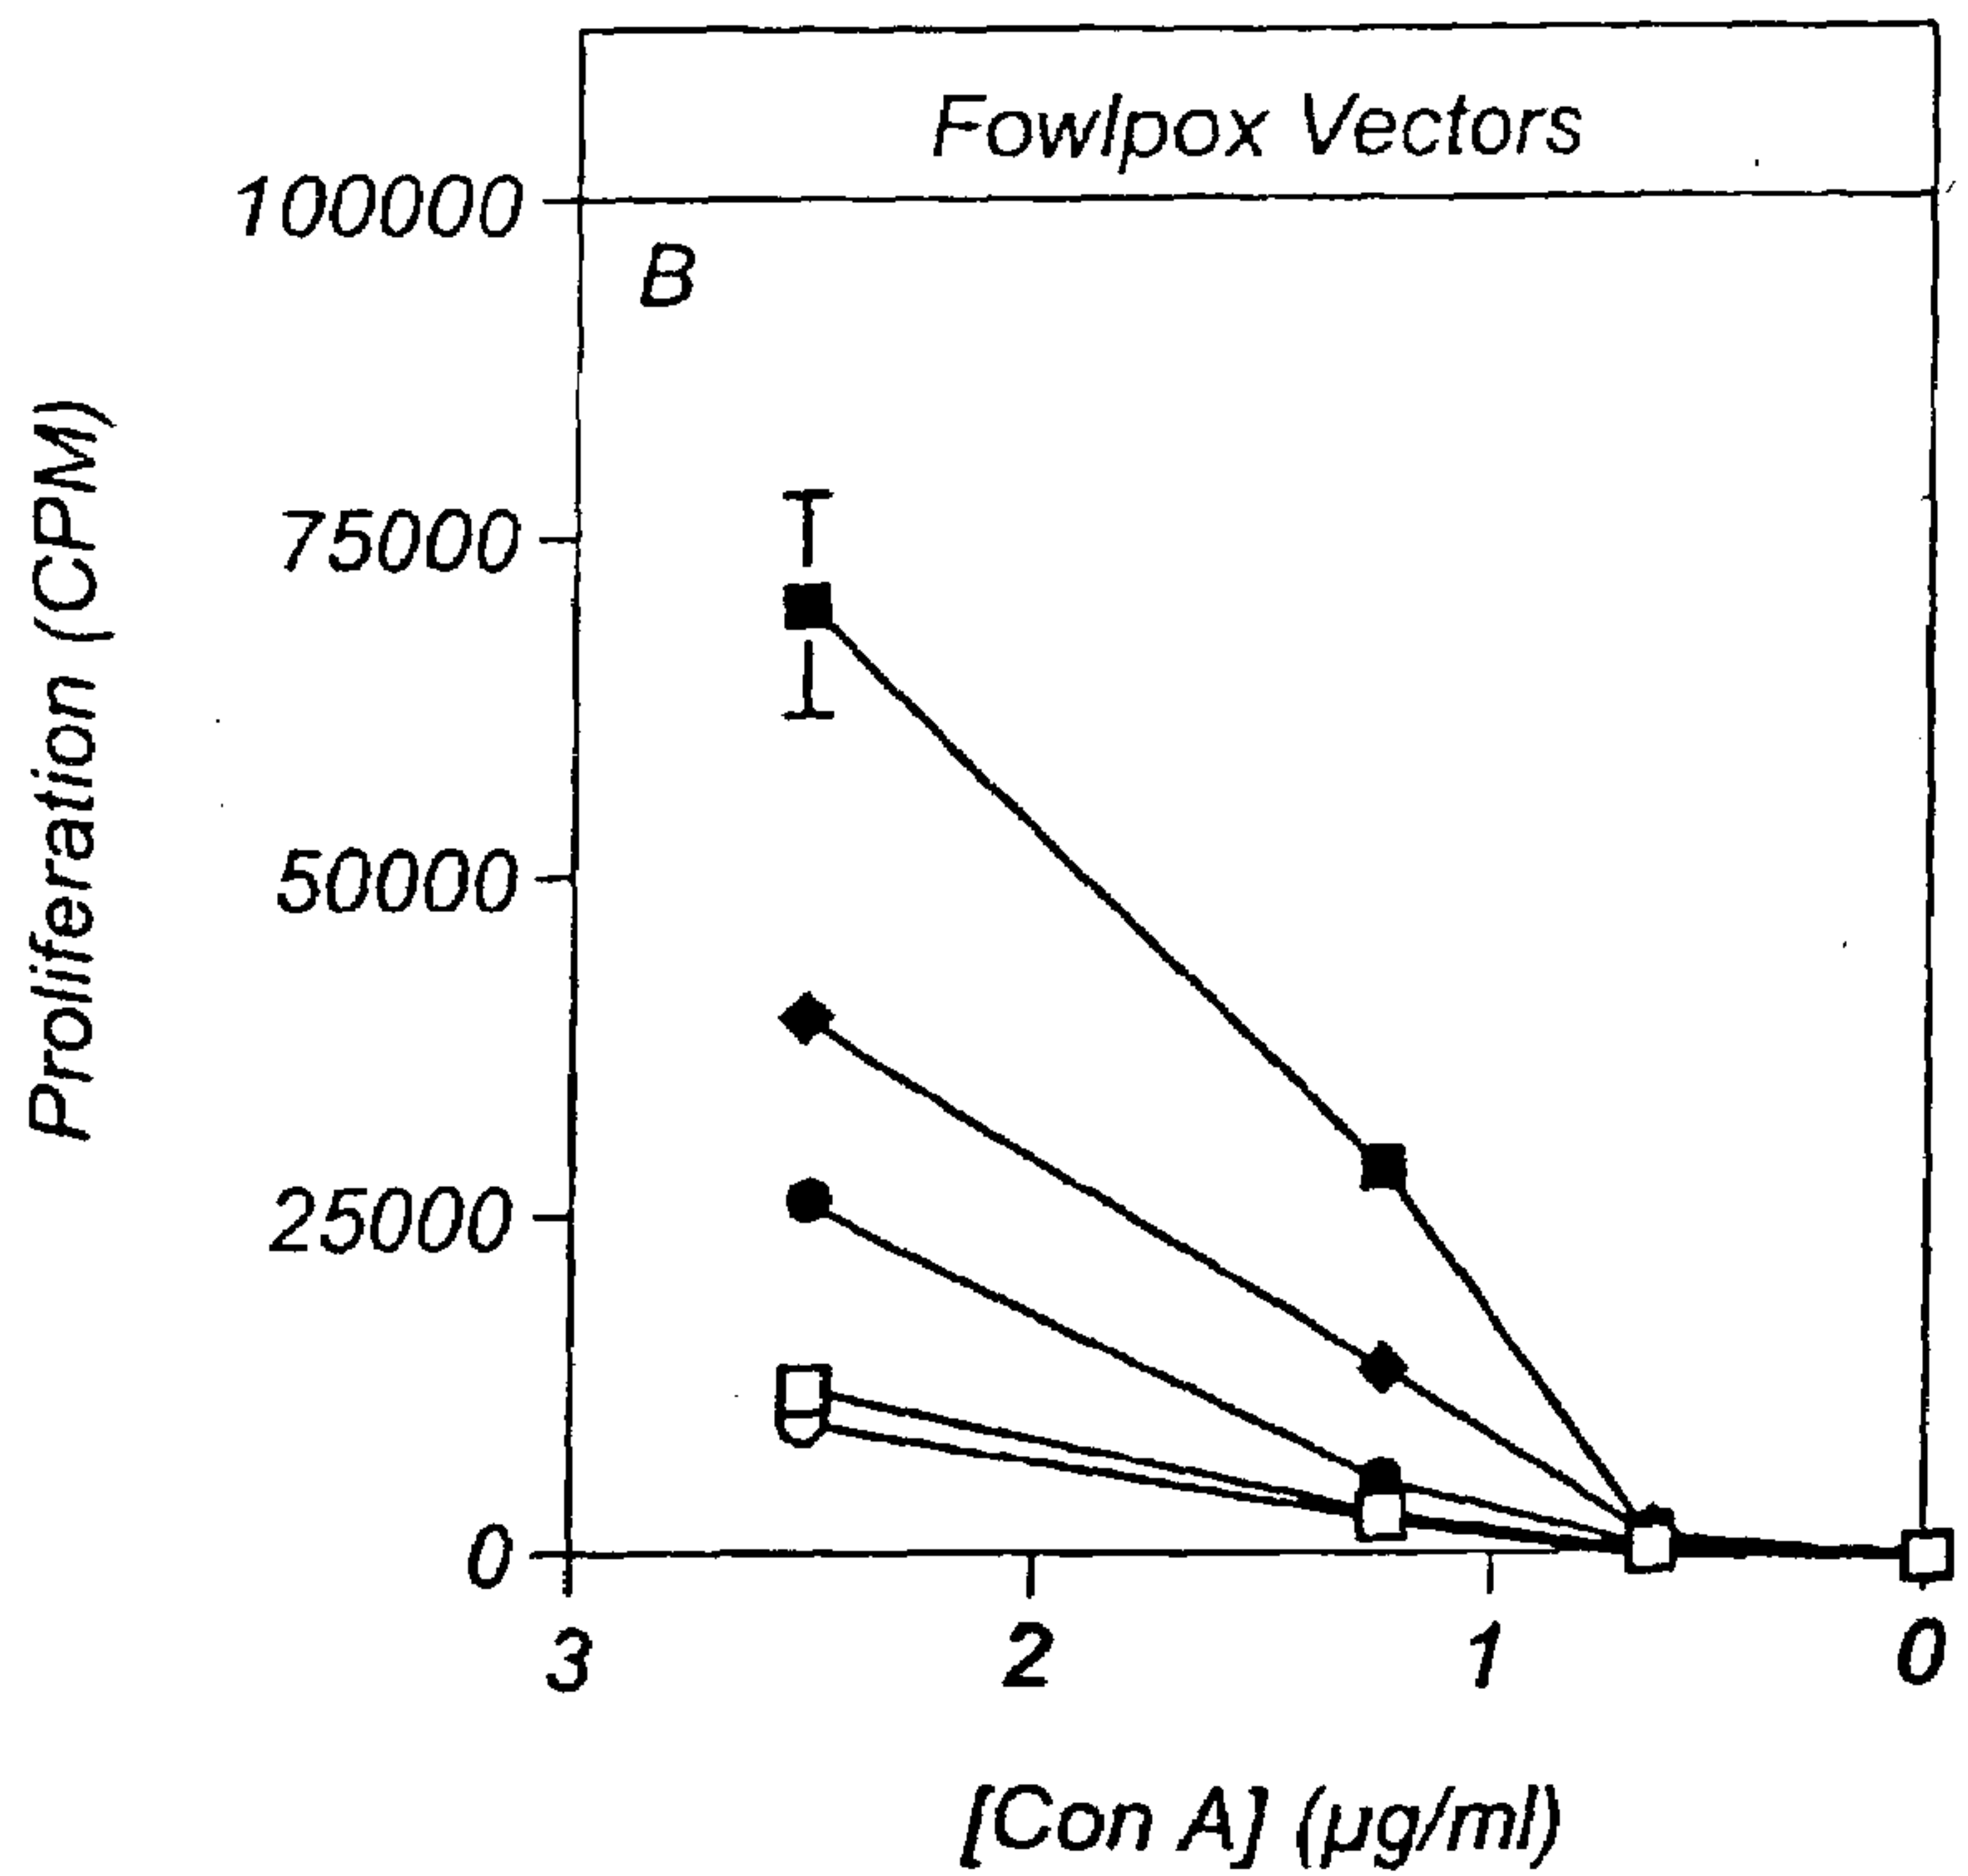 Fowlpox Vectors
B
Proliferation (CPM)
100000
75000
50000
25000
0
3 2 1 0
[Con A] (µg/ml)